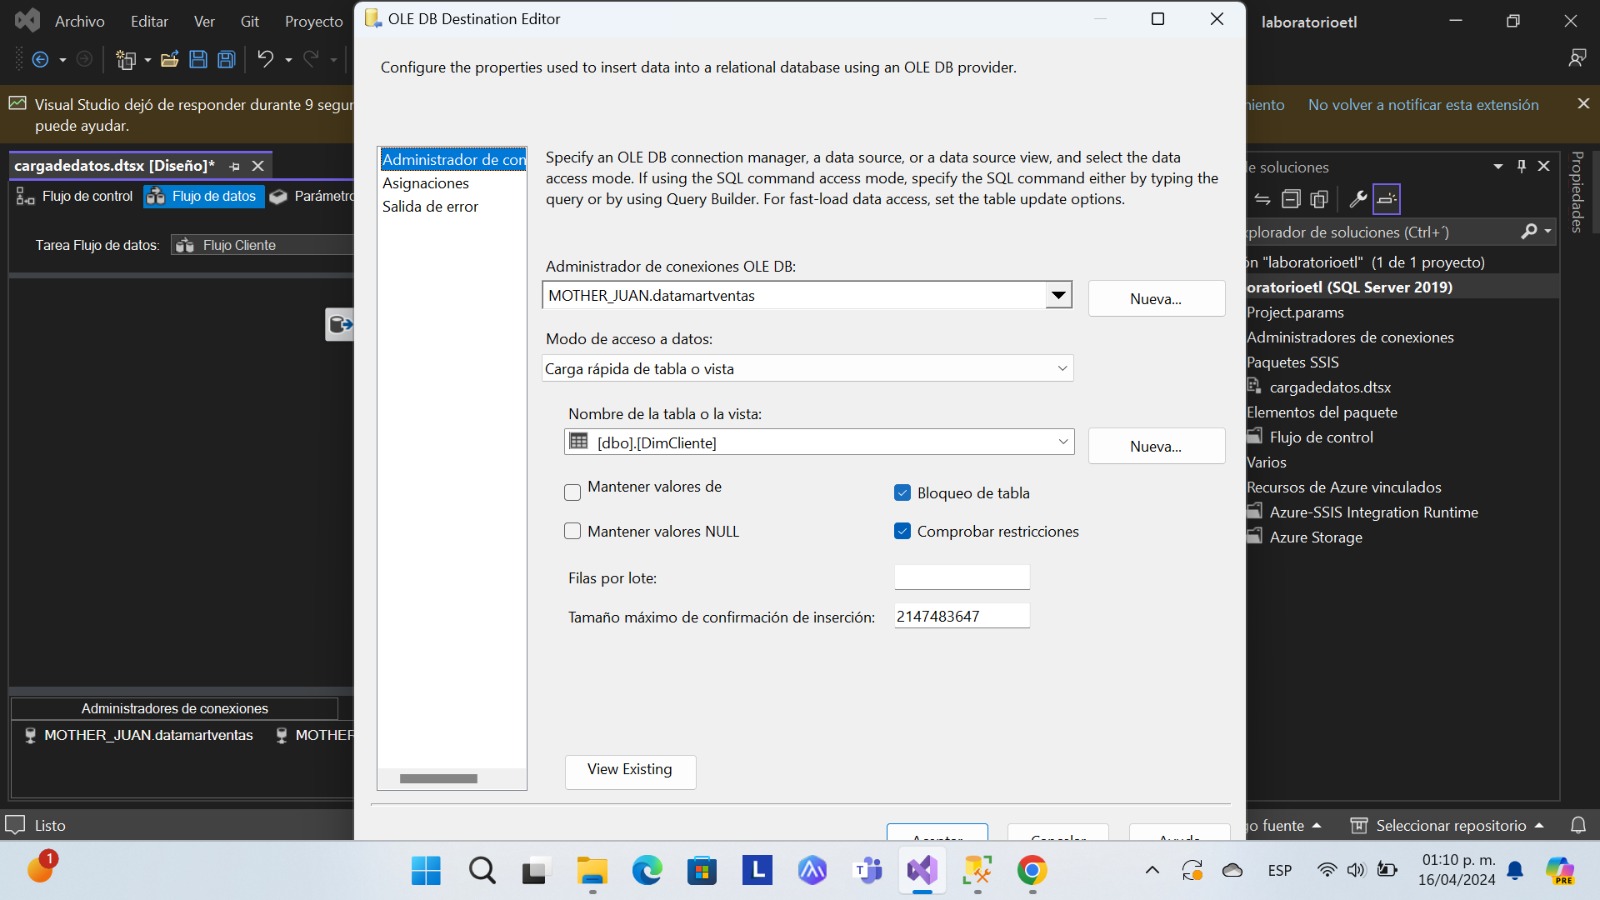 Archivo Editar Ver Git Proyecto
OLE DB Destination Editor
laboratorioetl
Configure the properties used to insert data into a relational database using an OLE DB provider.
Visual Studio dejó de responder durante 9
puede ayudar.
No volver a notificar esta extensión
cargadedatos.dtsx [Diseño]*
Flujo de control Flujo de datos
Tarea Flujo de datos: Flujo Cliente
Administrador de con
Asignaciones
Salida de error
Specify an OLE DB connection manager, a data source, or a data source view, and select the data
access mode. If using the SQL command access mode, specify the SQL command either by typing the
query or by using Query Builder. For fast-load data access, set the table update options.
Administrador de conexiones OLE DB:
MOTHER_JUAN.datamartventas
Nueva...
Modo de acceso a datos:
Carga rápida de tabla o vista
Nombre de la tabla o la vista:
[dbo].[DimCliente]
Nueva...
Mantener valores de
Bloqueo de tabla
Mantener valores NULL
Comprobar restricciones
Filas por lote:
Tamaño máximo de confirmación de inserción: 2147483647
View Existing
de soluciones
Propiedades
xplorador de soluciones (Ctrl+´)
ón "laboratorioetl" (1 de 1 proyecto)
oratorioetl (SQL Server 2019)
Project.params
Administradores de conexiones
Paquetes SSIS
cargadedatos.dtsx
Elementos del paquete
Flujo de control
Varios
Recursos de Azure vinculados
Azure-SSIS Integration Runtime
Azure Storage
Administradores de conexiones
MOTHER_JUAN.datamartventas MOTHER
Listo
go fuente Seleccionar repositorio
1
L
ESP
01:10 p. m.
16/04/2024
PRE